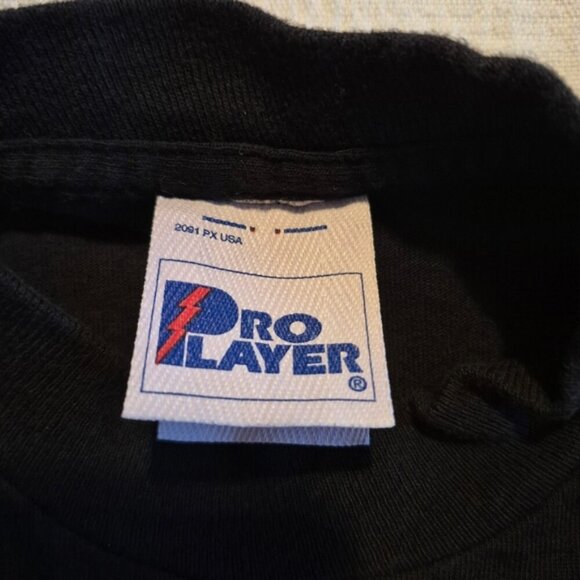 2091 PX USA
PRO
PLAYER
®